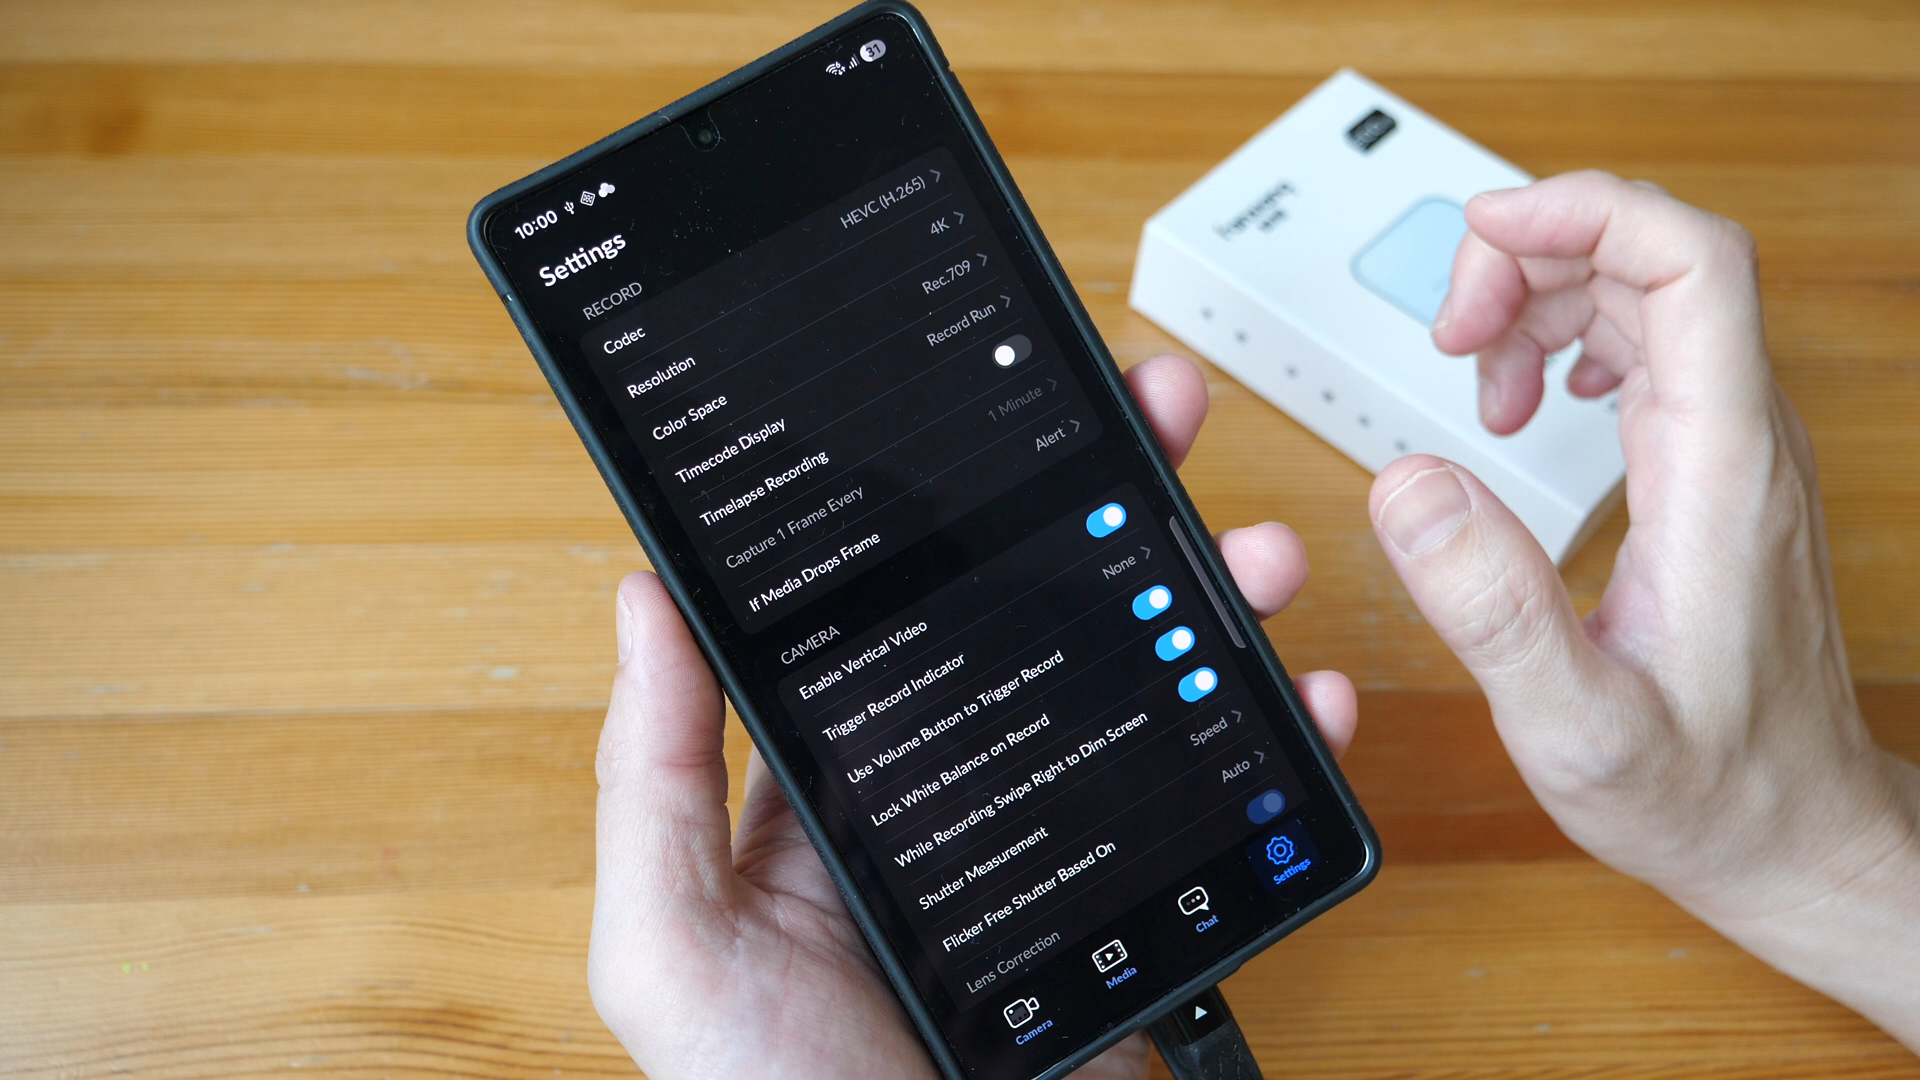 10:00
31
Settings
RECORD
Codec HEVC (H.265)
Resolution 4K
Color Space Rec.709
Timecode Display Record Run
Timelapse Recording
Capture 1 Frame Every 1 Minute
If Media Drops Frame Alert
CAMERA
Enable Vertical Video
Trigger Record Indicator None
Use Volume Button to Trigger Record
Lock White Balance on Record
While Recording Swipe Right to Dim Screen
Shutter Measurement Speed
Flicker Free Shutter Based On Auto
Lens Correction
Camera
Media
Chat
Settings